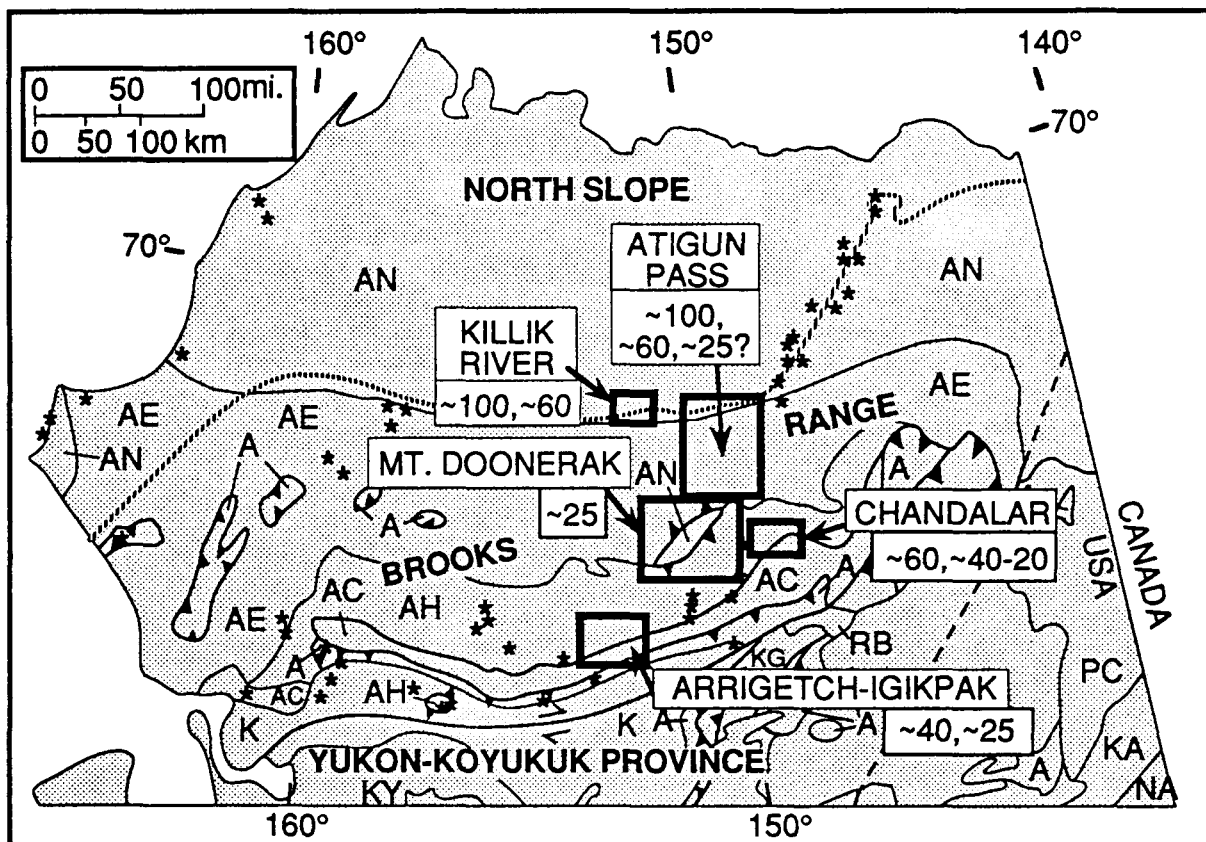 160°
150°
140°
0 50 100mi.
0 50 100 km
70°
NORTH SLOPE
70°
ATIGUN
PASS
~100,
~60,~25?
AN
AN
KILLIK
RIVER
~100,~60
AE
AE
AE
RANGE
AN
A
MT. DOONERAK
AN
A
~25
CHANDALAR
~60,~40-20
A
CANADA
USA
BROOKS
AC
AH
AC
A
AE
RB
A
KG
PC
AC
AH
ARRIGETCH-IGIKPAK
~40,~25
K
K
A
A
YUKON-KOYUKUK PROVINCE
KA
A
KY
NA
160°
150°